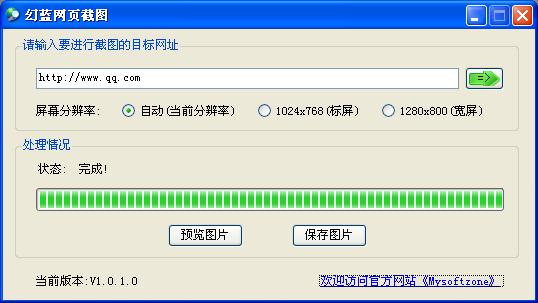 幻蓝网页截图
请输入要进行截图的目标网址
http://www.qq.com
=>
屏幕分辨率: 自动(当前分辨率) 1024x768(标屏) 1280x800(宽屏)
处理情况
状态: 完成!
预览图片 保存图片
当前版本:V1.0.1.0 欢迎访问官方网站《Mysoftzone》